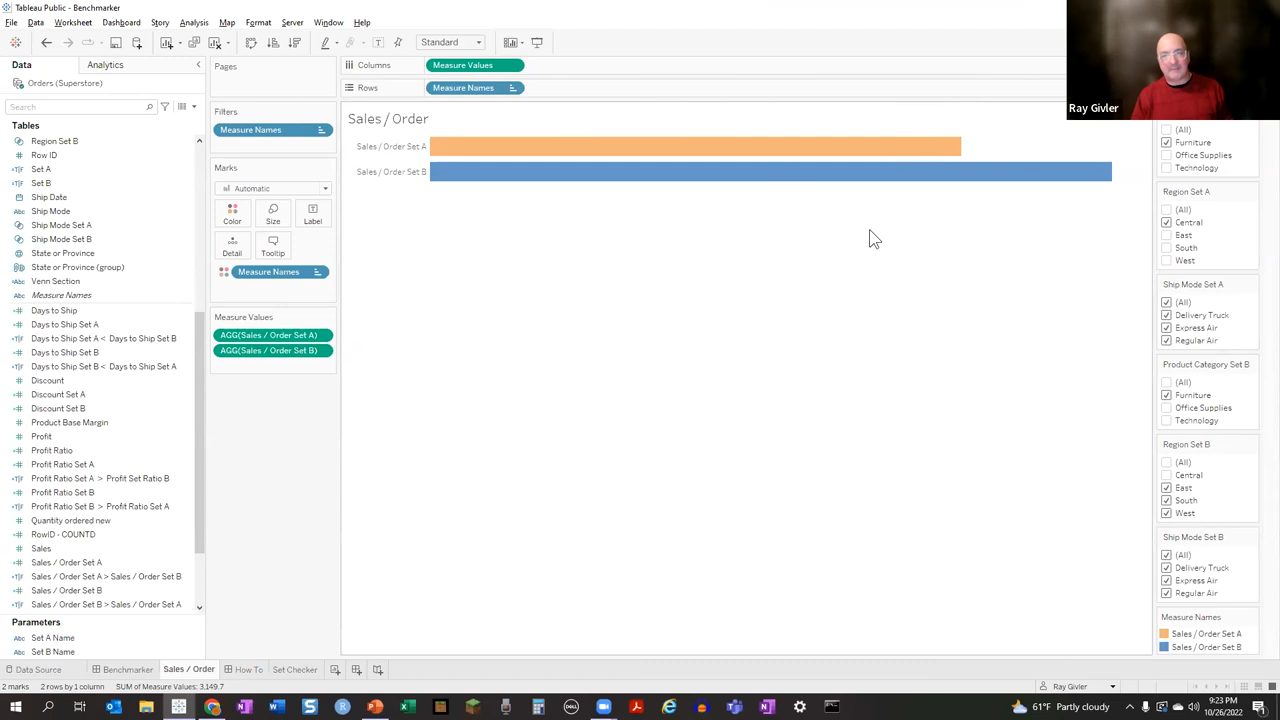 Tableau Public - Benchmarker
File Data Worksheet Dashboard Story Analysis Map Format Server Window Help
Standard
Data Analytics
Orders (Superstore)
Search
Tables
Region Set B
Row ID
Set A
Set B
Ship Date
Ship Mode
Ship Mode Set A
Ship Mode Set B
State or Province
State or Province (group)
Venn Section
Measure Names
Days to Ship
Days to Ship Set A
Days to Ship Set A < Days to Ship Set B
Days to Ship Set B
Days to Ship Set B < Days to Ship Set A
Discount
Discount Set A
Discount Set B
Product Base Margin
Profit
Profit Ratio
Profit Ratio Set A
Profit Ratio Set A > Profit Set Ratio B
Profit Ratio Set B
Profit Ratio Set B > Profit Ratio Set A
Quantity ordered new
RowID - COUNTD
Sales
Sales / Order Set A
Sales / Order Set A > Sales / Order Set B
Sales / Order Set B
Sales / Order Set B > Sales / Order Set A
Parameters
Set A Name
Set B Name
Pages
Filters
Measure Names
Marks
Automatic
Color Size Label
Detail Tooltip
Measure Names
Measure Values
AGG(Sales / Order Set A)
AGG(Sales / Order Set B)
Columns Measure Values
Rows Measure Names
Sales / Order
Sales / Order Set A
Sales / Order Set B
Ray Givler
(All)
Furniture
Office Supplies
Technology
Region Set A
(All)
Central
East
South
West
Ship Mode Set A
(All)
Delivery Truck
Express Air
Regular Air
Product Category Set B
(All)
Furniture
Office Supplies
Technology
Region Set B
(All)
Central
East
South
West
Ship Mode Set B
(All)
Delivery Truck
Express Air
Regular Air
Measure Names
Sales / Order Set A
Sales / Order Set B
Data Source Benchmarker Sales / Order How To Set Checker
2 marks 2 rows by 1 column SUM of Measure Values: 3,149.7
Ray Givler
61°F Partly cloudy
9:23 PM
10/26/2022